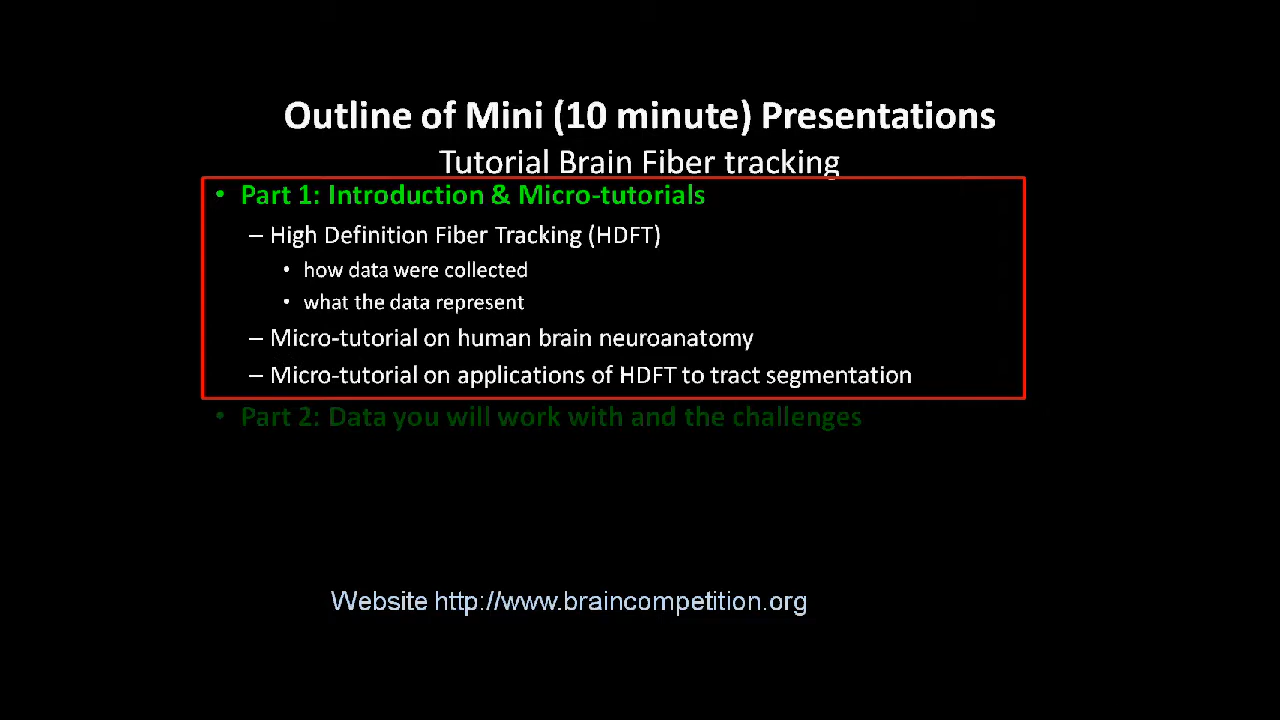 Outline of Mini (10 minute) Presentations
Tutorial Brain Fiber tracking
• Part 1: Introduction & Micro-tutorials
– High Definition Fiber Tracking (HDFT)
• how data were collected
• what the data represent
– Micro-tutorial on human brain neuroanatomy
– Micro-tutorial on applications of HDFT to tract segmentation
• Part 2: Data you will work with and the challenges
Website http://www.braincompetition.org